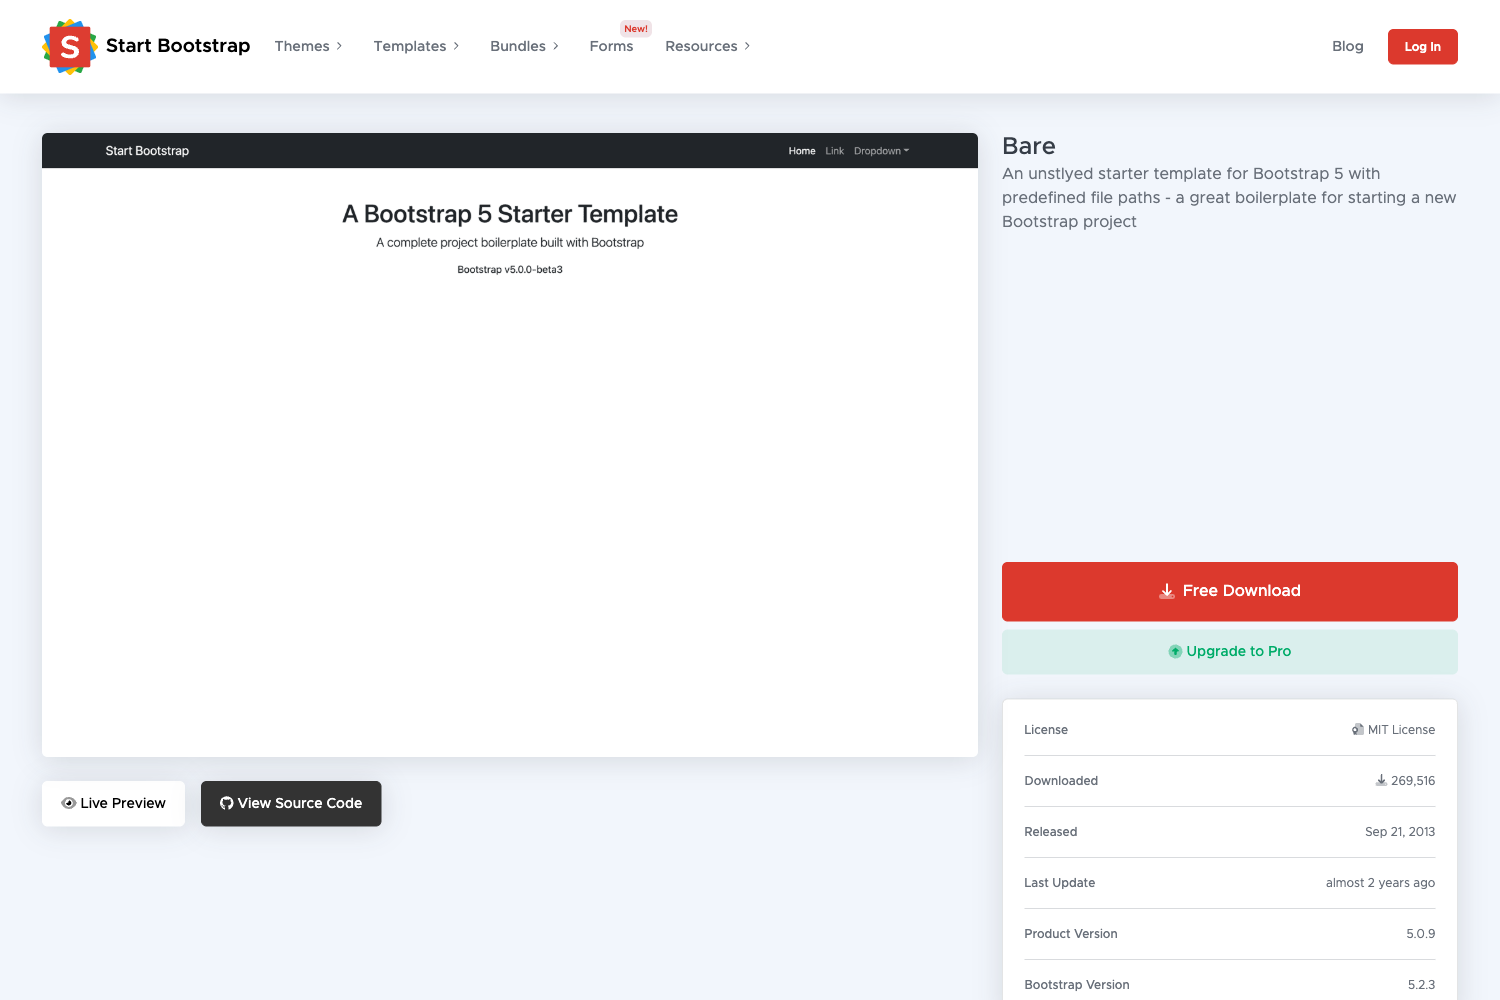 S Start Bootstrap Themes Templates Bundles Forms New! Resources Blog Log In
Start Bootstrap Home Link Dropdown
A Bootstrap 5 Starter Template
A complete project boilerplate built with Bootstrap
Bootstrap v5.0.0-beta3
Live Preview View Source Code
Bare
An unstlyed starter template for Bootstrap 5 with
predefined file paths - a great boilerplate for starting a new
Bootstrap project
Free Download
Upgrade to Pro
License MIT License
Downloaded 269,516
Released Sep 21, 2013
Last Update almost 2 years ago
Product Version 5.0.9
Bootstrap Version 5.2.3